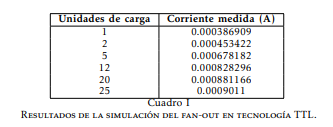 Unidades de carga Corriente medida (A)
1 0.000386909
2 0.000453422
5 0.000678182
12 0.000828296
20 0.000881166
25 0.0009011
Cuadro I
Resultados de la simulación del fan-out en tecnología TTL.